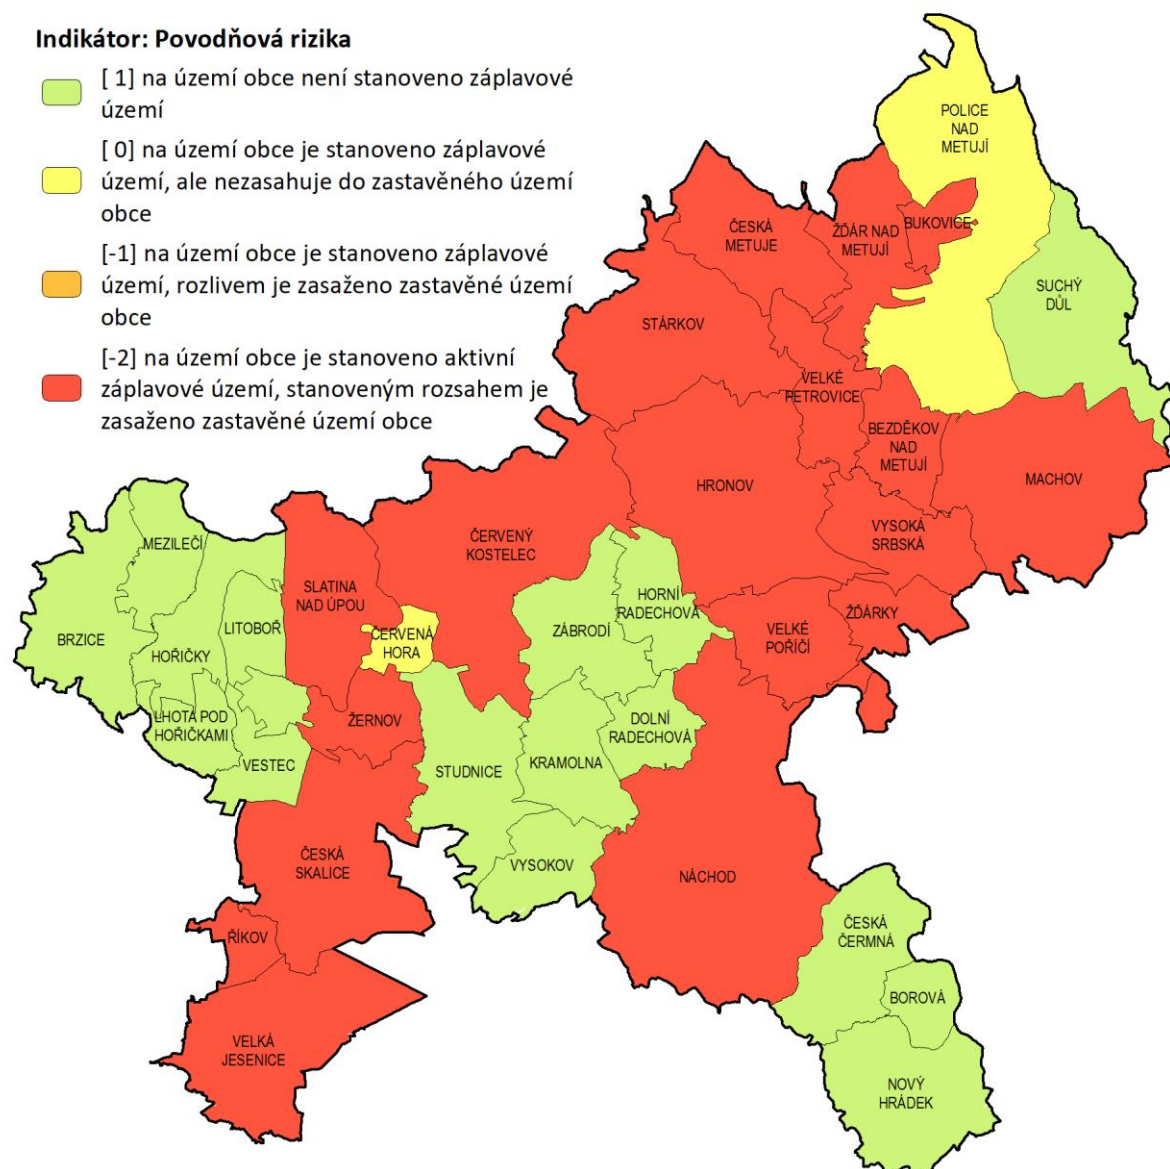 Indikátor: Povodňová rizika
[ 1] na území obce není stanoveno záplavové
území
[ 0] na území obce je stanoveno záplavové
území, ale nezasahuje do zastavěného území
obce
[-1] na území obce je stanoveno záplavové
území, rozlivem je zasaženo zastavěné území
obce
[-2] na území obce je stanoveno aktivní
záplavové území, stanoveným rozsahem je
zasaženo zastavěné území obce
POLICE
NAD
METUJÍ
ČESKÁ
METUJE
ŽĎÁR NAD
METUJÍ
BUKOVICE
SUCHÝ
DŮL
STÁRKOV
VELKÉ
PETROVICE
BEZDĚKOV
NAD
METUJÍ
MACHOV
HRONOV
VYSOKÁ
SRBSKÁ
ČERVENÝ
KOSTELEC
MEZILEČÍ
SLATINA
NAD ÚPOU
HORNÍ
RADECHOVÁ
ŽĎÁRKY
BRZICE
LITOBOŘ
ČERVENÁ
HORA
ZÁBRODÍ
VELKÉ
POŘÍČÍ
HOŘIČKY
LHOTA POD
HOŘIČKAMI
ŽERNOV
DOLNÍ
RADECHOVÁ
VESTEC
STUDNICE
KRAMOLNA
ČESKÁ
SKALICE
VYSOKOV
NÁCHOD
ŘÍKOV
ČESKÁ
ČERMNÁ
BOROVÁ
VELKÁ
JESENICE
NOVÝ
HRÁDEK